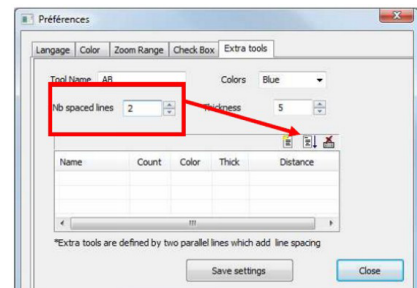 Préférences
Langage Color Zoom Range Check Box Extra tools
Tool Name AB Colors Blue
Nb spaced lines 2 Thickness 5
Name Count Color Thick Distance
*Extra tools are defined by two parallel lines which add line spacing
Save settings Close